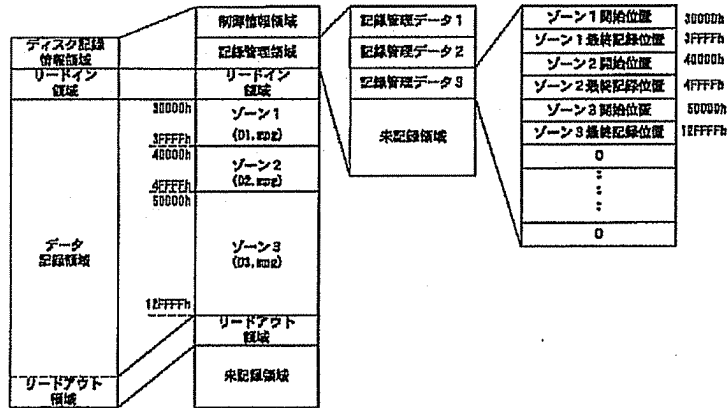 ディスク記録
情報領域
リードイン
領域
データ
記録領域
リードアウト
領域
制御情報領域
記録管理領域
リードイン
領域
30000h
ゾーン1
(D1.mpg)
3FFFFh
40000h
ゾーン2
(D2.mpg)
4FFFFh
50000h
ゾーン3
(D3.mpg)
12FFFFh
リードアウト
領域
未記録領域
記録管理データ1
記録管理データ2
記録管理データ3
未記録領域
ゾーン1開始位置 30000h
ゾーン1最終記録位置 3FFFFh
ゾーン2開始位置 40000h
ゾーン2最終記録位置 4FFFFh
ゾーン3開始位置 50000h
ゾーン3最終記録位置 12FFFFh
0
0